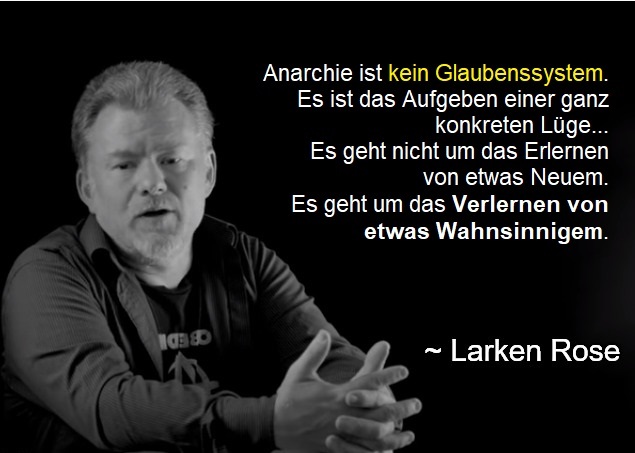 Anarchie ist kein Glaubenssystem.
Es ist das Aufgeben einer ganz
konkreten Lüge...
Es geht nicht um das Erlernen
von etwas Neuem.
Es geht um das Verlernen von
etwas Wahnsinnigem.
~ Larken Rose